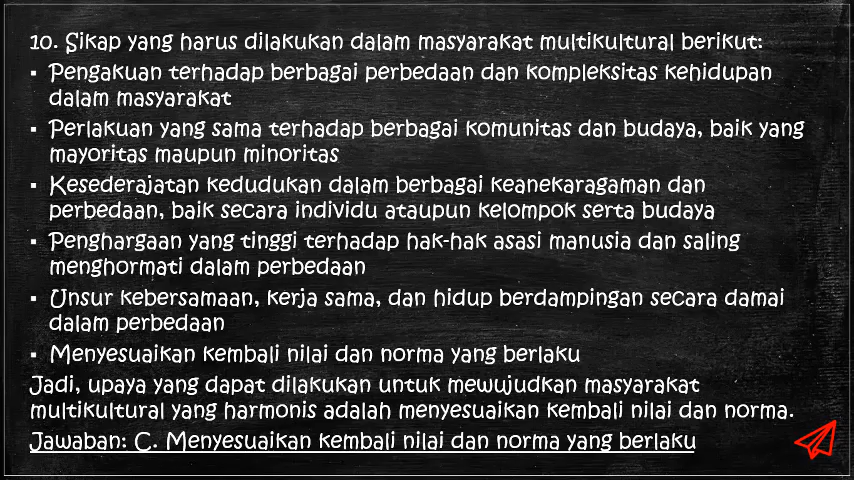 10. Sikap yang harus dilakukan dalam masyarakat multikultural berikut:
▪ Pengakuan terhadap berbagai perbedaan dan kompleksitas kehidupan
dalam masyarakat
▪ Perlakuan yang sama terhadap berbagai komunitas dan budaya, baik yang
mayoritas maupun minoritas
▪ Kesederajatan kedudukan dalam berbagai keanekaragaman dan
perbedaan, baik secara individu ataupun kelompok serta budaya
▪ Penghargaan yang tinggi terhadap hak-hak asasi manusia dan saling
menghormati dalam perbedaan
▪ Unsur kebersamaan, kerja sama, dan hidup berdampingan secara damai
dalam perbedaan
▪ Menyesuaikan kembali nilai dan norma yang berlaku
Jadi, upaya yang dapat dilakukan untuk mewujudkan masyarakat
multikultural yang harmonis adalah menyesuaikan kembali nilai dan norma.
Jawaban: C. Menyesuaikan kembali nilai dan norma yang berlaku